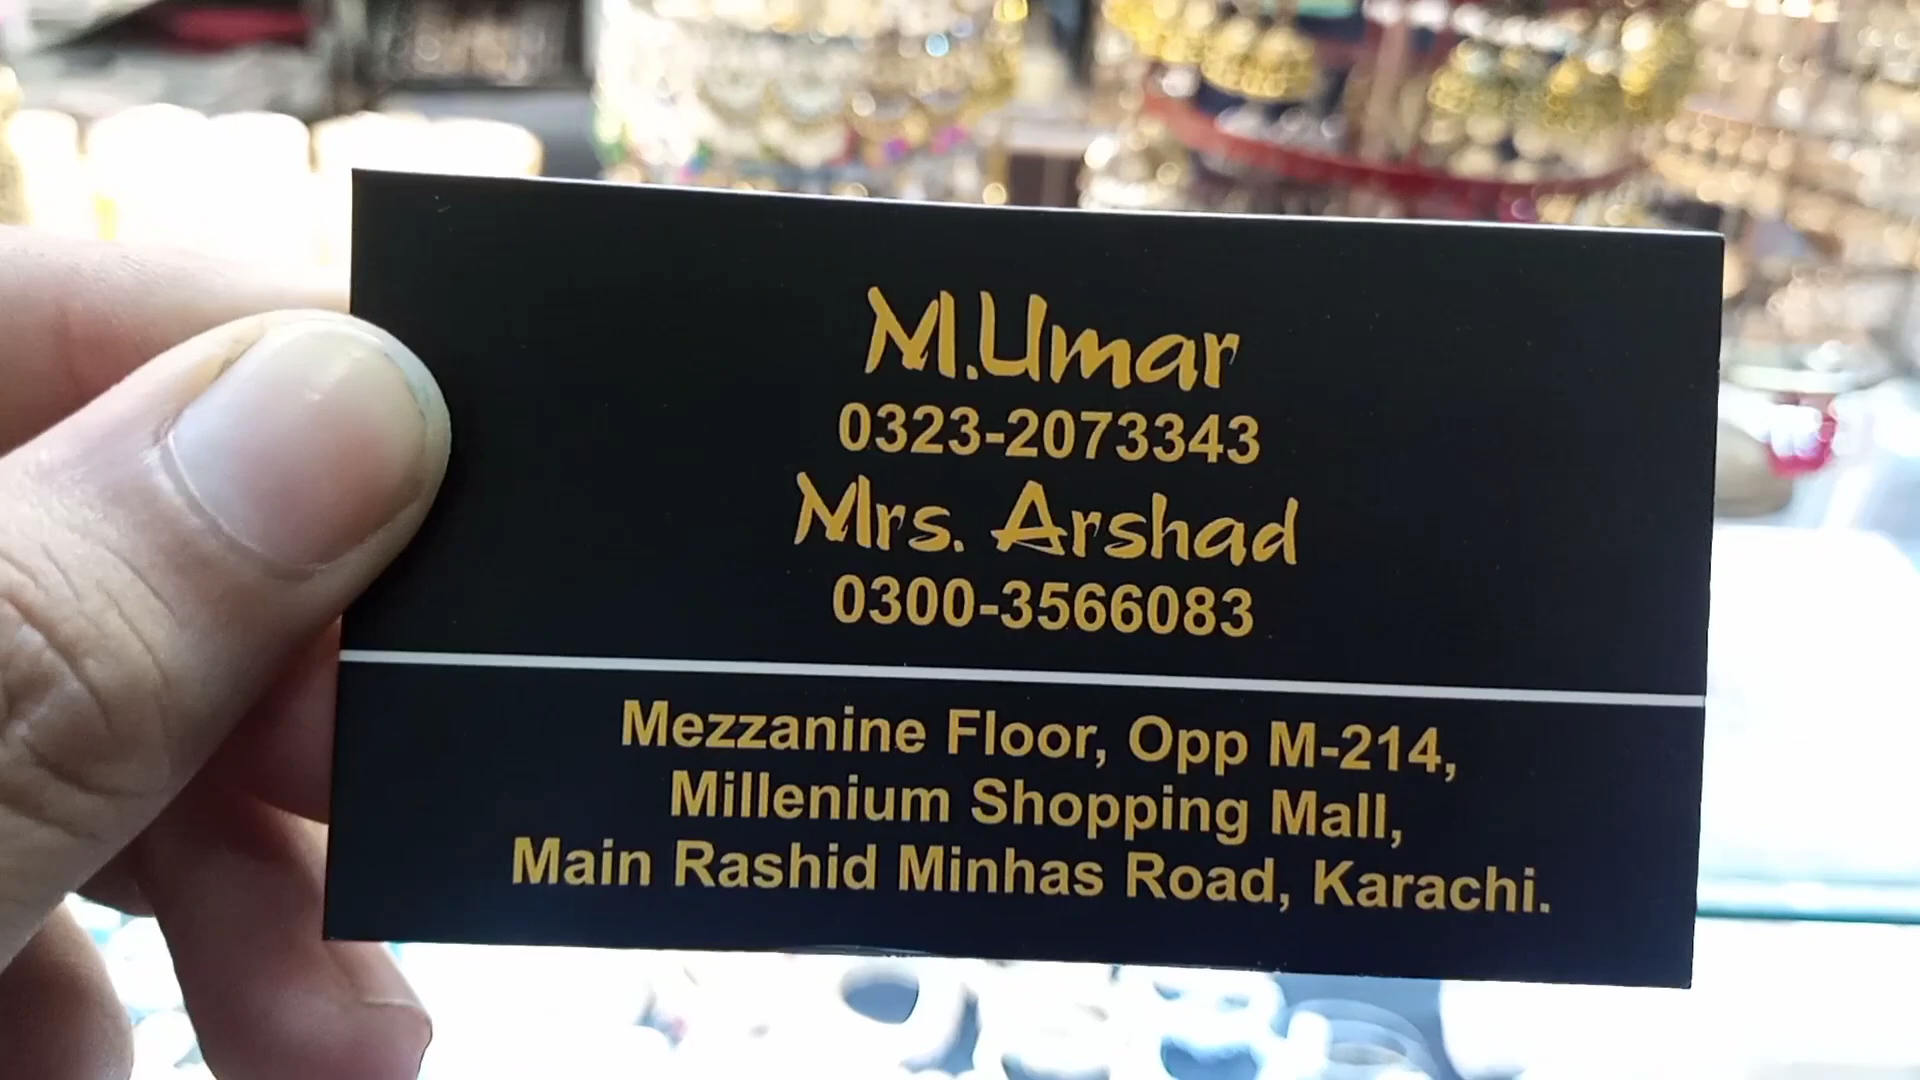 M.Umar
0323-2073343
Mrs. Arshad
0300-3566083
Mezzanine Floor, Opp M-214,
Millenium Shopping Mall,
Main Rashid Minhas Road, Karachi.